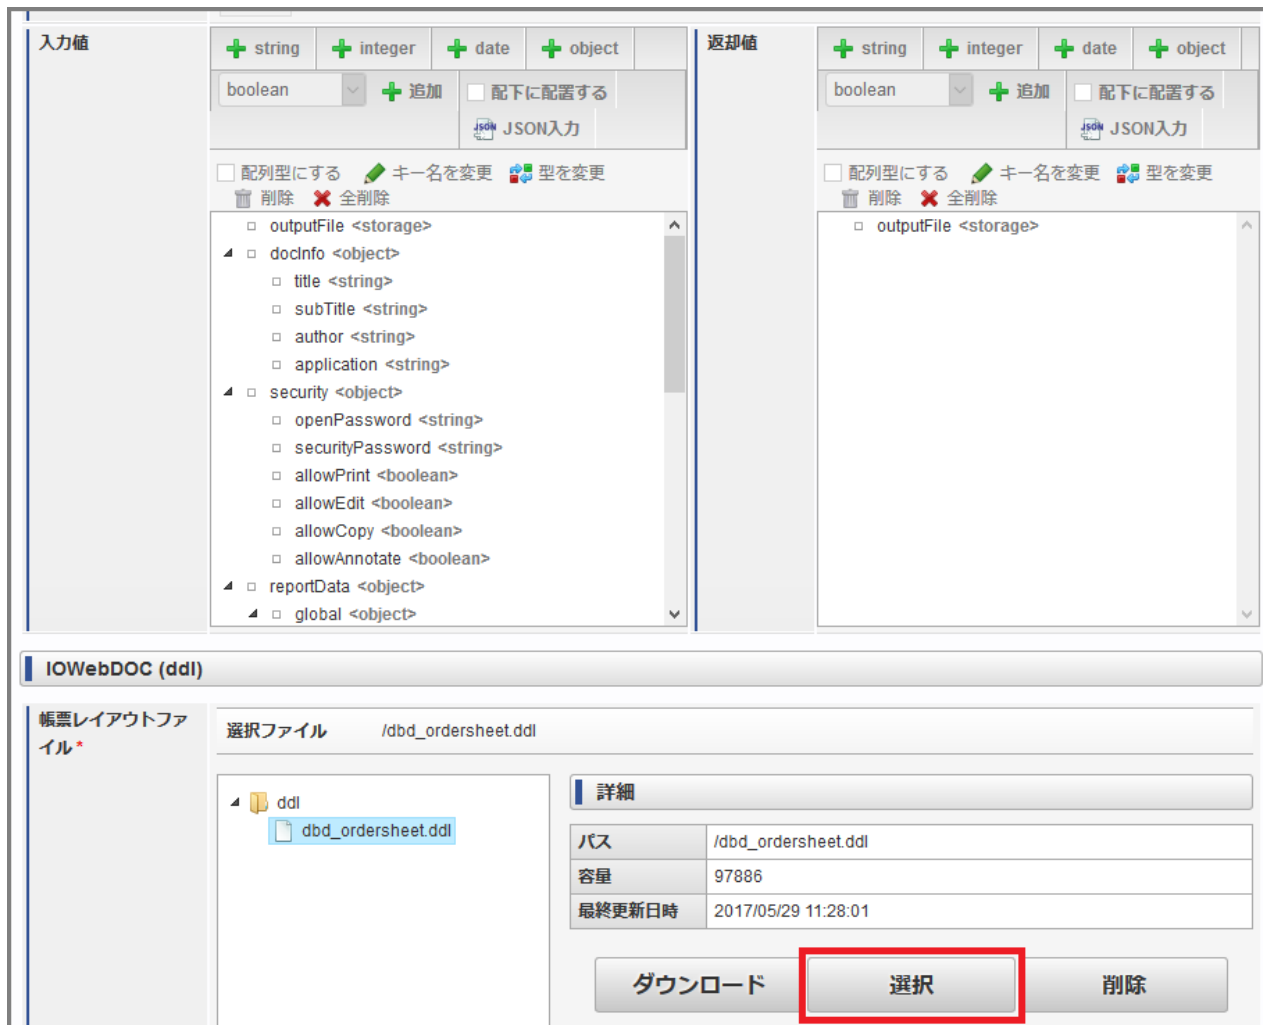 入力値
string integer date object
boolean 追加 配下に配置する
JSON入力
配列型にする キー名を変更 型を変更
削除 全削除
outputFile <storage>
docInfo <object>
title <string>
subTitle <string>
author <string>
application <string>
security <object>
openPassword <string>
securityPassword <string>
allowPrint <boolean>
allowEdit <boolean>
allowCopy <boolean>
allowAnnotate <boolean>
reportData <object>
global <object>
返却値
string integer date object
boolean 追加 配下に配置する
JSON入力
配列型にする キー名を変更 型を変更
削除 全削除
outputFile <storage>
IOWebDOC (ddl)
帳票レイアウトファ
イル*
選択ファイル /dbd_ordersheet.ddl
ddl
dbd_ordersheet.ddl
詳細
パス /dbd_ordersheet.ddl
容量 97886
最終更新日時 2017/05/29 11:28:01
ダウンロード 選択 削除